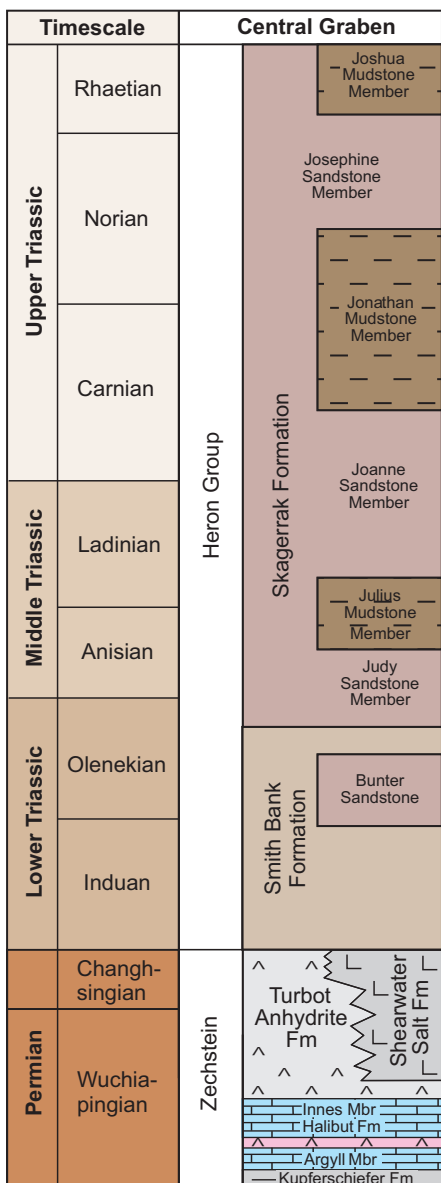 Timescale
Central Graben
Upper Triassic
Rhaetian
Norian
Carnian
Middle Triassic
Ladinian
Anisian
Lower Triassic
Olenekian
Induan
Permian
Changh-
singian
Wuchia-
pingian
Heron Group
Zechstein
Skagerrak Formation
Joshua
Mudstone
Member
Josephine
Sandstone
Member
Jonathan
Mudstone
Member
Joanne
Sandstone
Member
Julius
Mudstone
Member
Judy
Sandstone
Member
Smith Bank
Formation
Bunter
Sandstone
Turbot
Anhydrite
Fm
Shearwater
Salt Fm
Innes Mbr
Halibut Fm
Argyll Mbr
Kupferschiefer Fm